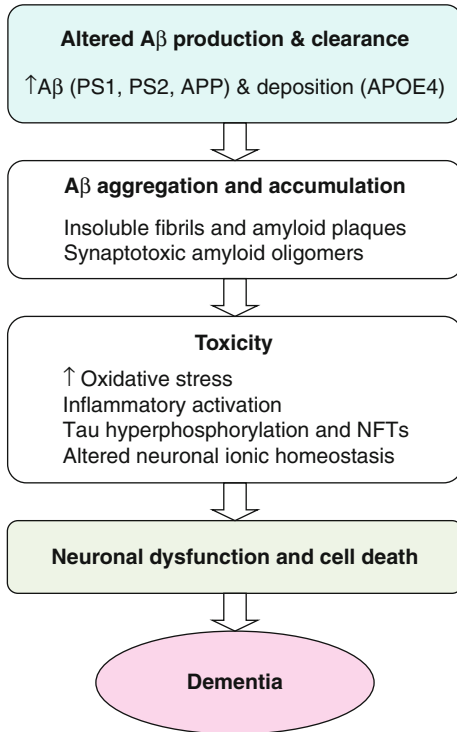 Altered Aβ production & clearance
↑Aβ (PS1, PS2, APP) & deposition (APOE4)
Aβ aggregation and accumulation
Insoluble fibrils and amyloid plaques
Synaptotoxic amyloid oligomers
Toxicity
↑ Oxidative stress
Inflammatory activation
Tau hyperphosphorylation and NFTs
Altered neuronal ionic homeostasis
Neuronal dysfunction and cell death
Dementia